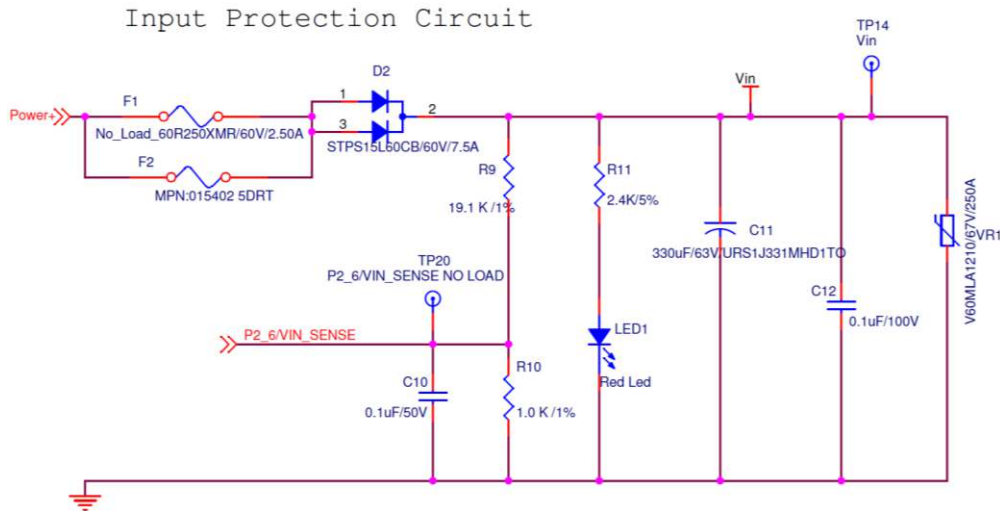 Input Protection Circuit
TP14
Vin
D2
Vin
Power+
F1
1
2
No_Load_60R250XMR/60V/2.50A
3
STPS15L60CB/60V/7.5A
F2
MPN:015402 5DRT
R9
19.1 K /1%
R11
2.4K/5%
C11
330uF/63V/URS1J331MHD1TO
VR1
V60MLA1210/67V/250A
TP20
P2_6/VIN_SENSE NO LOAD
C12
0.1uF/100V
P2_6/VIN_SENSE
LED1
Red Led
C10
0.1uF/50V
R10
1.0 K /1%